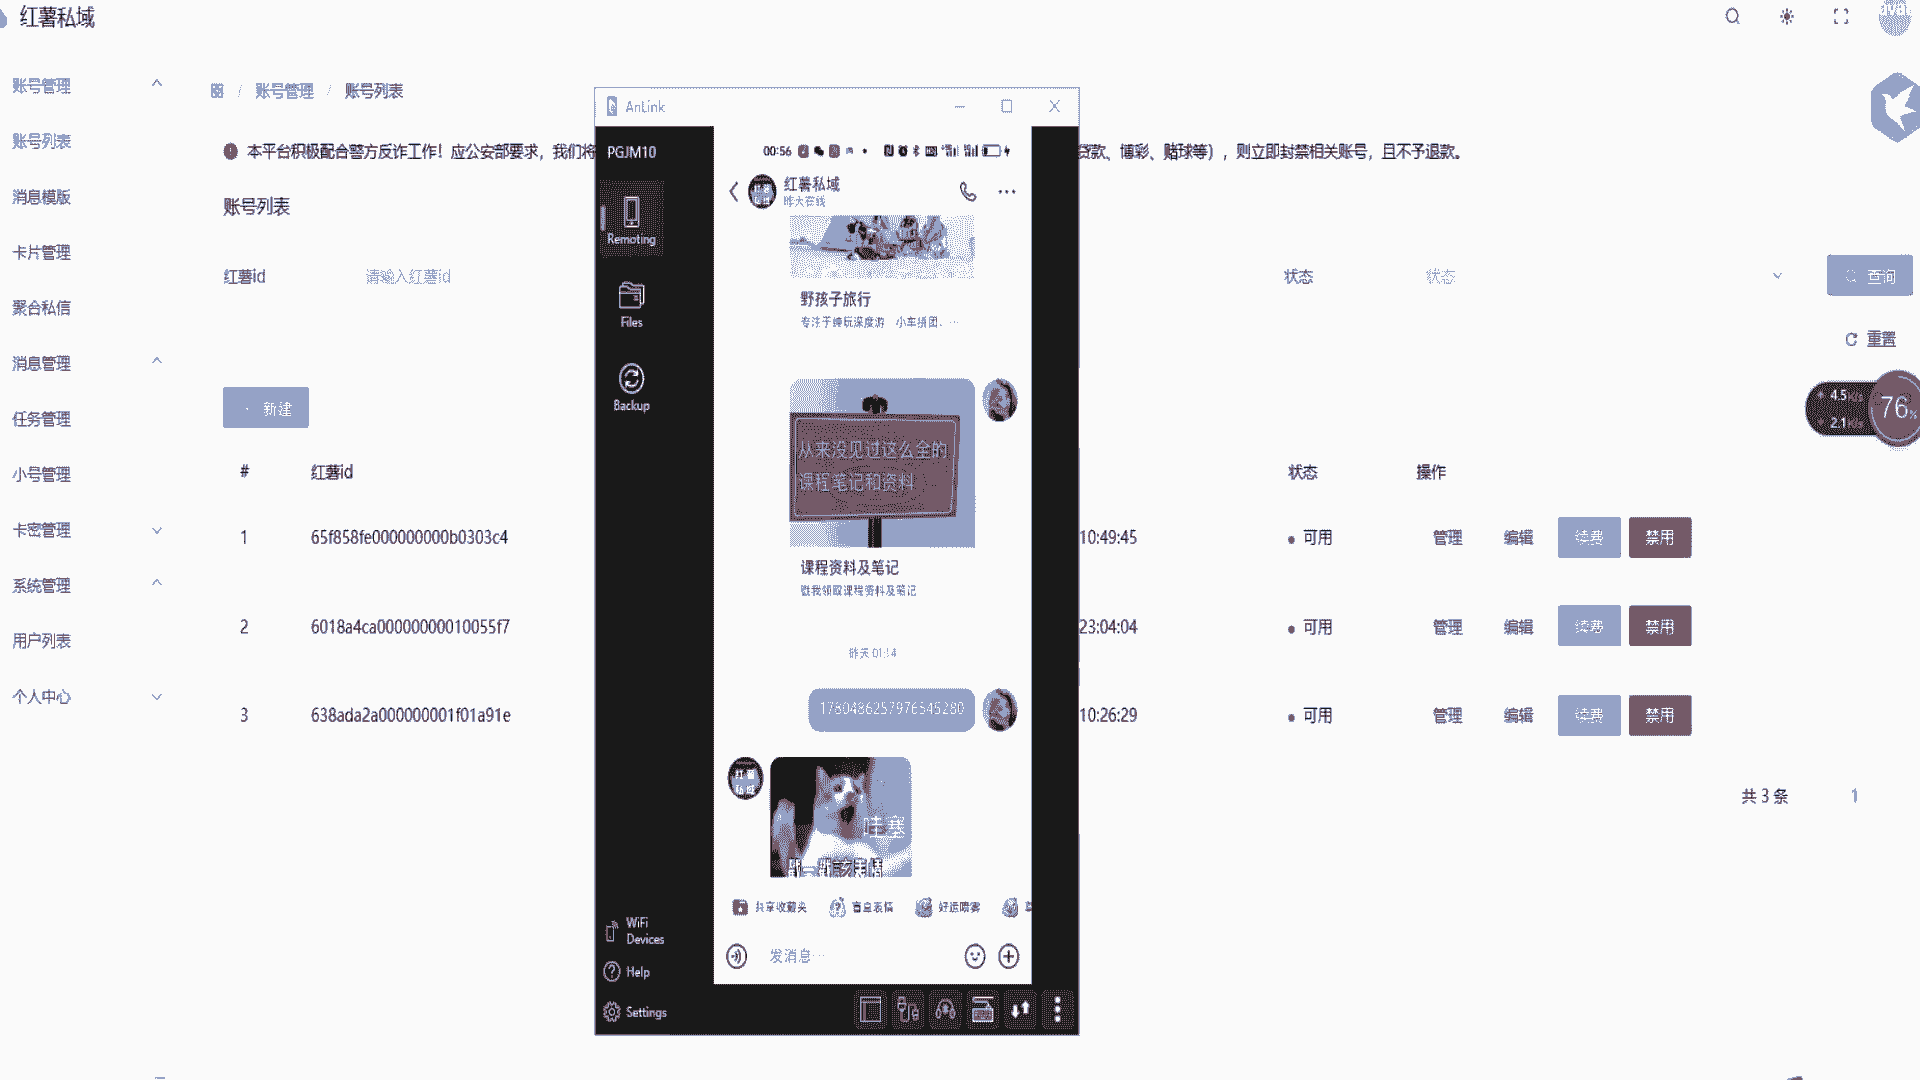 红薯私域
账号管理
账号列表
消息模版
卡片管理
聚合私信
消息管理
任务管理
小号管理
卡密管理
系统管理
用户列表
个人中心
/ 账号管理 / 账号列表
本平台积极配合警方反诈工作！应公安部要求，我们将
贷款、博彩、赌球等），则立即封禁相关账号，且不予退款。
账号列表
红薯id
请输入红薯id
状态
状态
查询
重置
新建
# 红薯id
状态 操作
1 65f858fe000000000b0303c4
10:49:45 可用 管理 编辑 续费 禁用
2 6018a4ca00000000010055f7
23:04:04 可用 管理 编辑 续费 禁用
3 638ada2a000000001f01a91e
10:26:29 可用 管理 编辑 续费 禁用
共 3 条 1
76%
AnLink
PGJM10
Remoting
Files
Backup
WiFi
Devices
Help
Settings
00:56
红薯私域
昨天在线
野孩子旅行
专注于纯玩深度游 小车拼团、…
从来没见过这么全的
课程笔记和资料
课程资料及笔记
戳我领取课程资料及笔记
昨天 01:14
1780486257976545280
红薯
私域
哇塞
共享收藏夹 盲盒表情 好运喷雾
发消息…